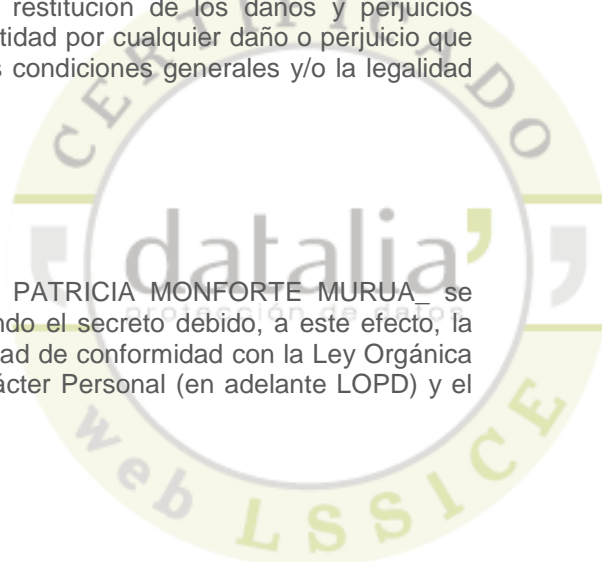 restitución de los daños y perjuicios
tidad por cualquier daño o perjuicio que
s condiciones generales y/o la legalidad
CERTIFICADO
datalia
protección de datos
PATRICIA MONFORTE MURUA_ se
ndo el secreto debido, a este efecto, la
ad de conformidad con la Ley Orgánica
ácter Personal (en adelante LOPD) y el
web LSSICE